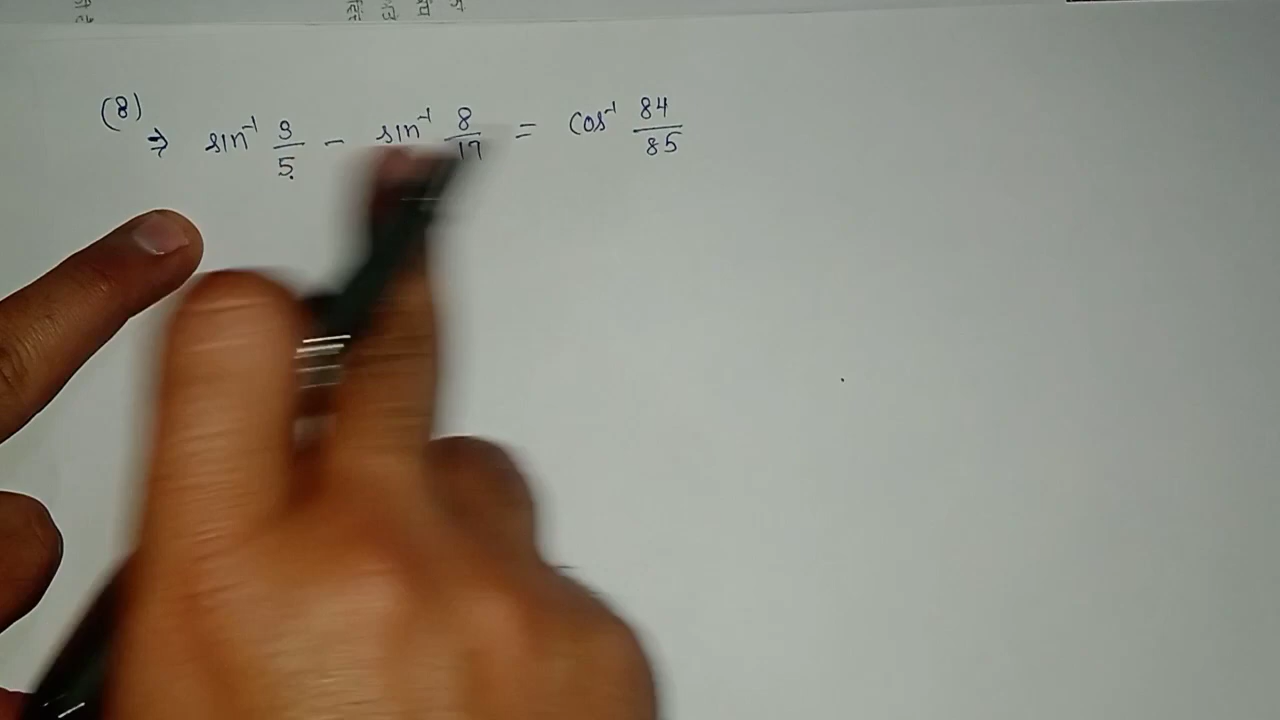 (8)
⇒ sin⁻¹ 3/5 - sin⁻¹ 8/17 = cos⁻¹ 84/85